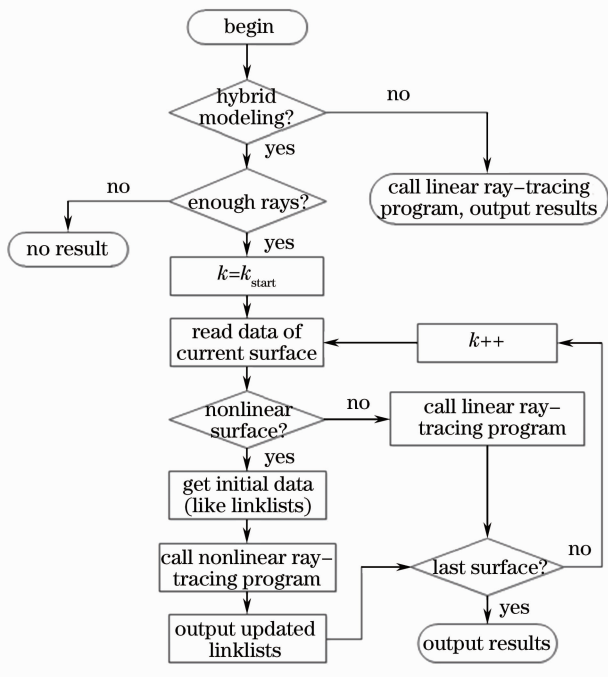 begin
hybrid
modeling?
no
yes
call linear ray-tracing
program, output results
no
enough rays?
no result
yes
k=k_start
read data of
current surface
k++
nonlinear
surface?
no
call linear ray-
tracing program
yes
get initial data
(like linklists)
call nonlinear ray-
tracing program
last surface?
no
output updated
linklists
yes
output results